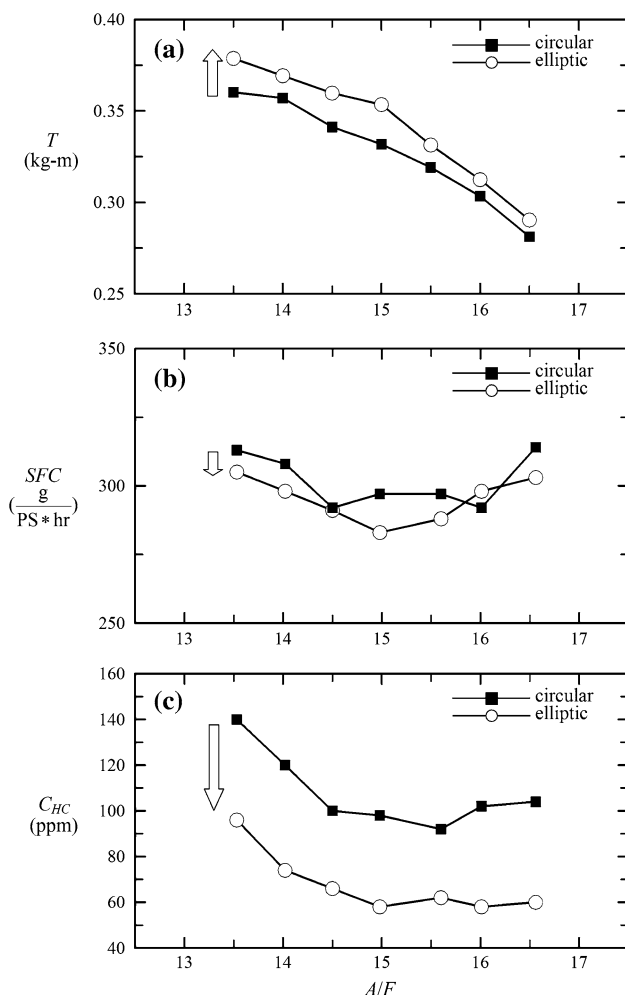 0.40
(a)
circular
elliptic
0.35
T
(kg-m)
0.30
0.25
13 14 15 16 17
350
(b)
circular
elliptic
SFC
300
( g / PS * hr )
250
13 14 15 16 17
160
(c)
circular
elliptic
140
120
C_HC
100
(ppm)
80
60
40
13 14 15 16 17
A/F